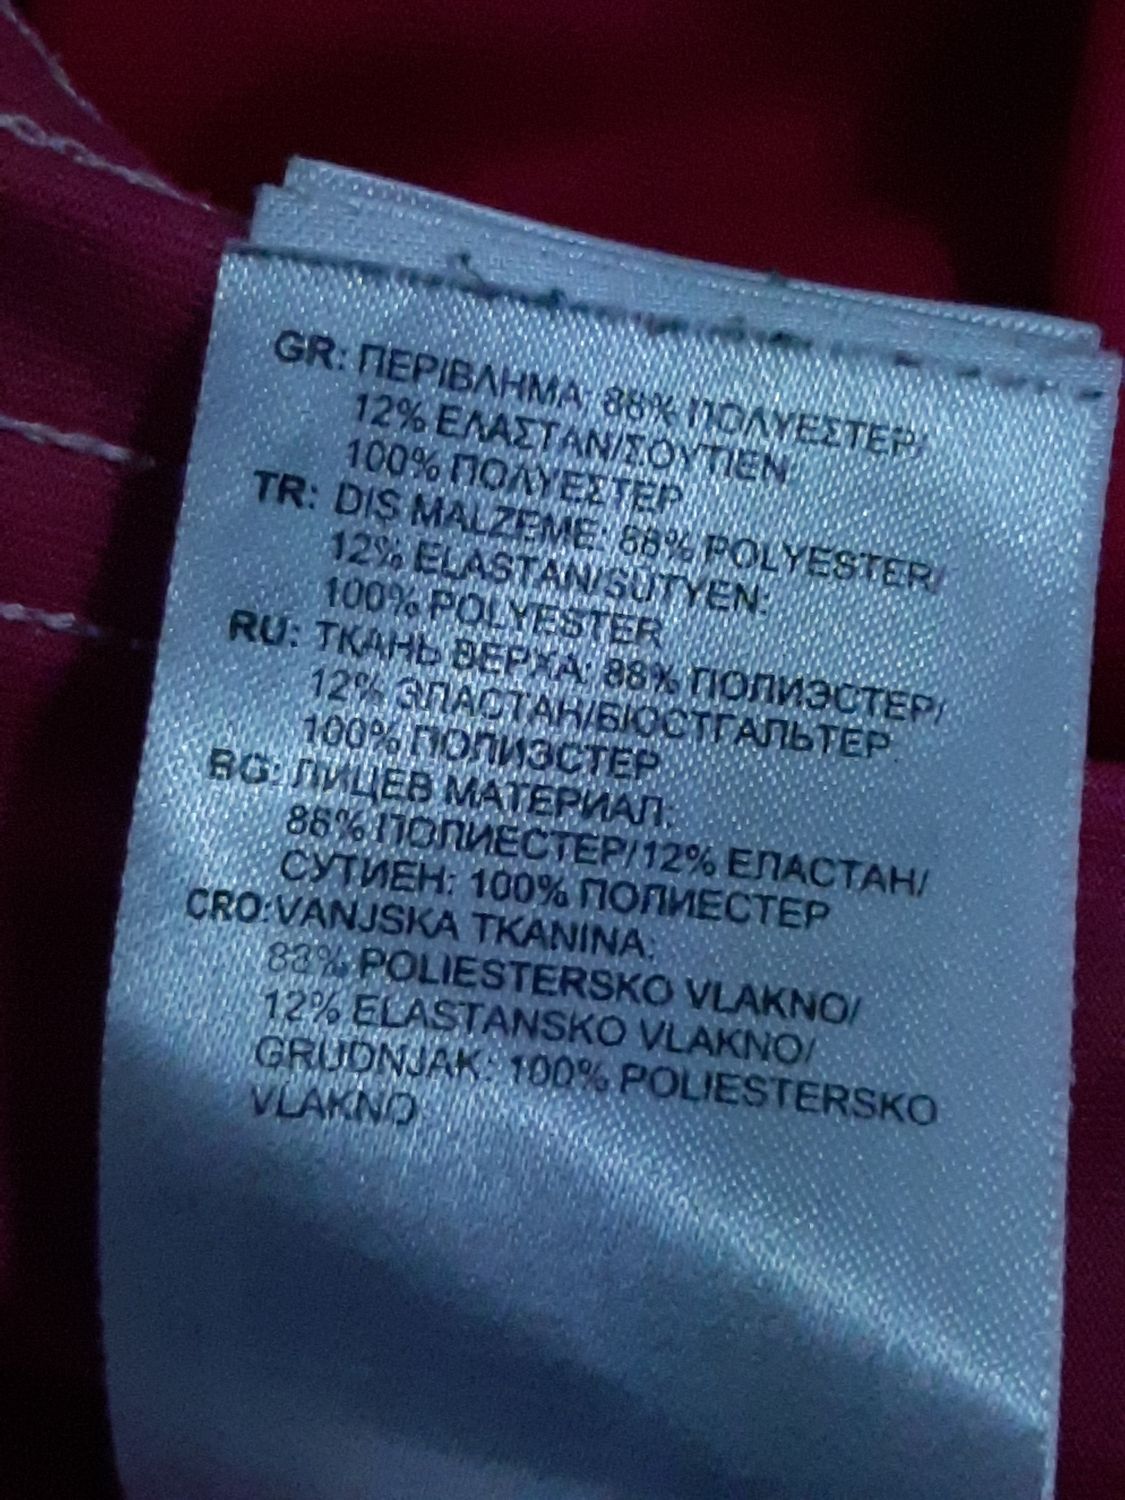 GR: ΠΕΡΙΒΛΗΜΑ: 88% ΠΟΛΥΕΣΤΕΡ/
12% ΕΛΑΣΤΑΝ/ΣΟΥΤΙΕΝ:
100% ΠΟΛΥΕΣΤΕΡ
TR: DIS MALZEME: 88% POLYESTER/
12% ELASTAN/SUTYEN:
100% POLYESTER
RU: ТКАНЬ ВЕРХА: 88% ПОЛИЭСТЕР/
12% ЭЛАСТАН/БЮСТГАЛЬТЕР
100% ПОЛИЭСТЕР
BG: ЛИЦЕВ МАТЕРИАЛ:
88% ПОЛИЕСТЕР/12% ЕЛАСТАН/
СУТИЕН: 100% ПОЛИЕСТЕР
CRO: VANJSKA TKANINA:
88% POLIESTERSKO VLAKNO/
12% ELASTANSKO VLAKNO/
GRUDNJAK: 100% POLIESTERSKO
VLAKNO